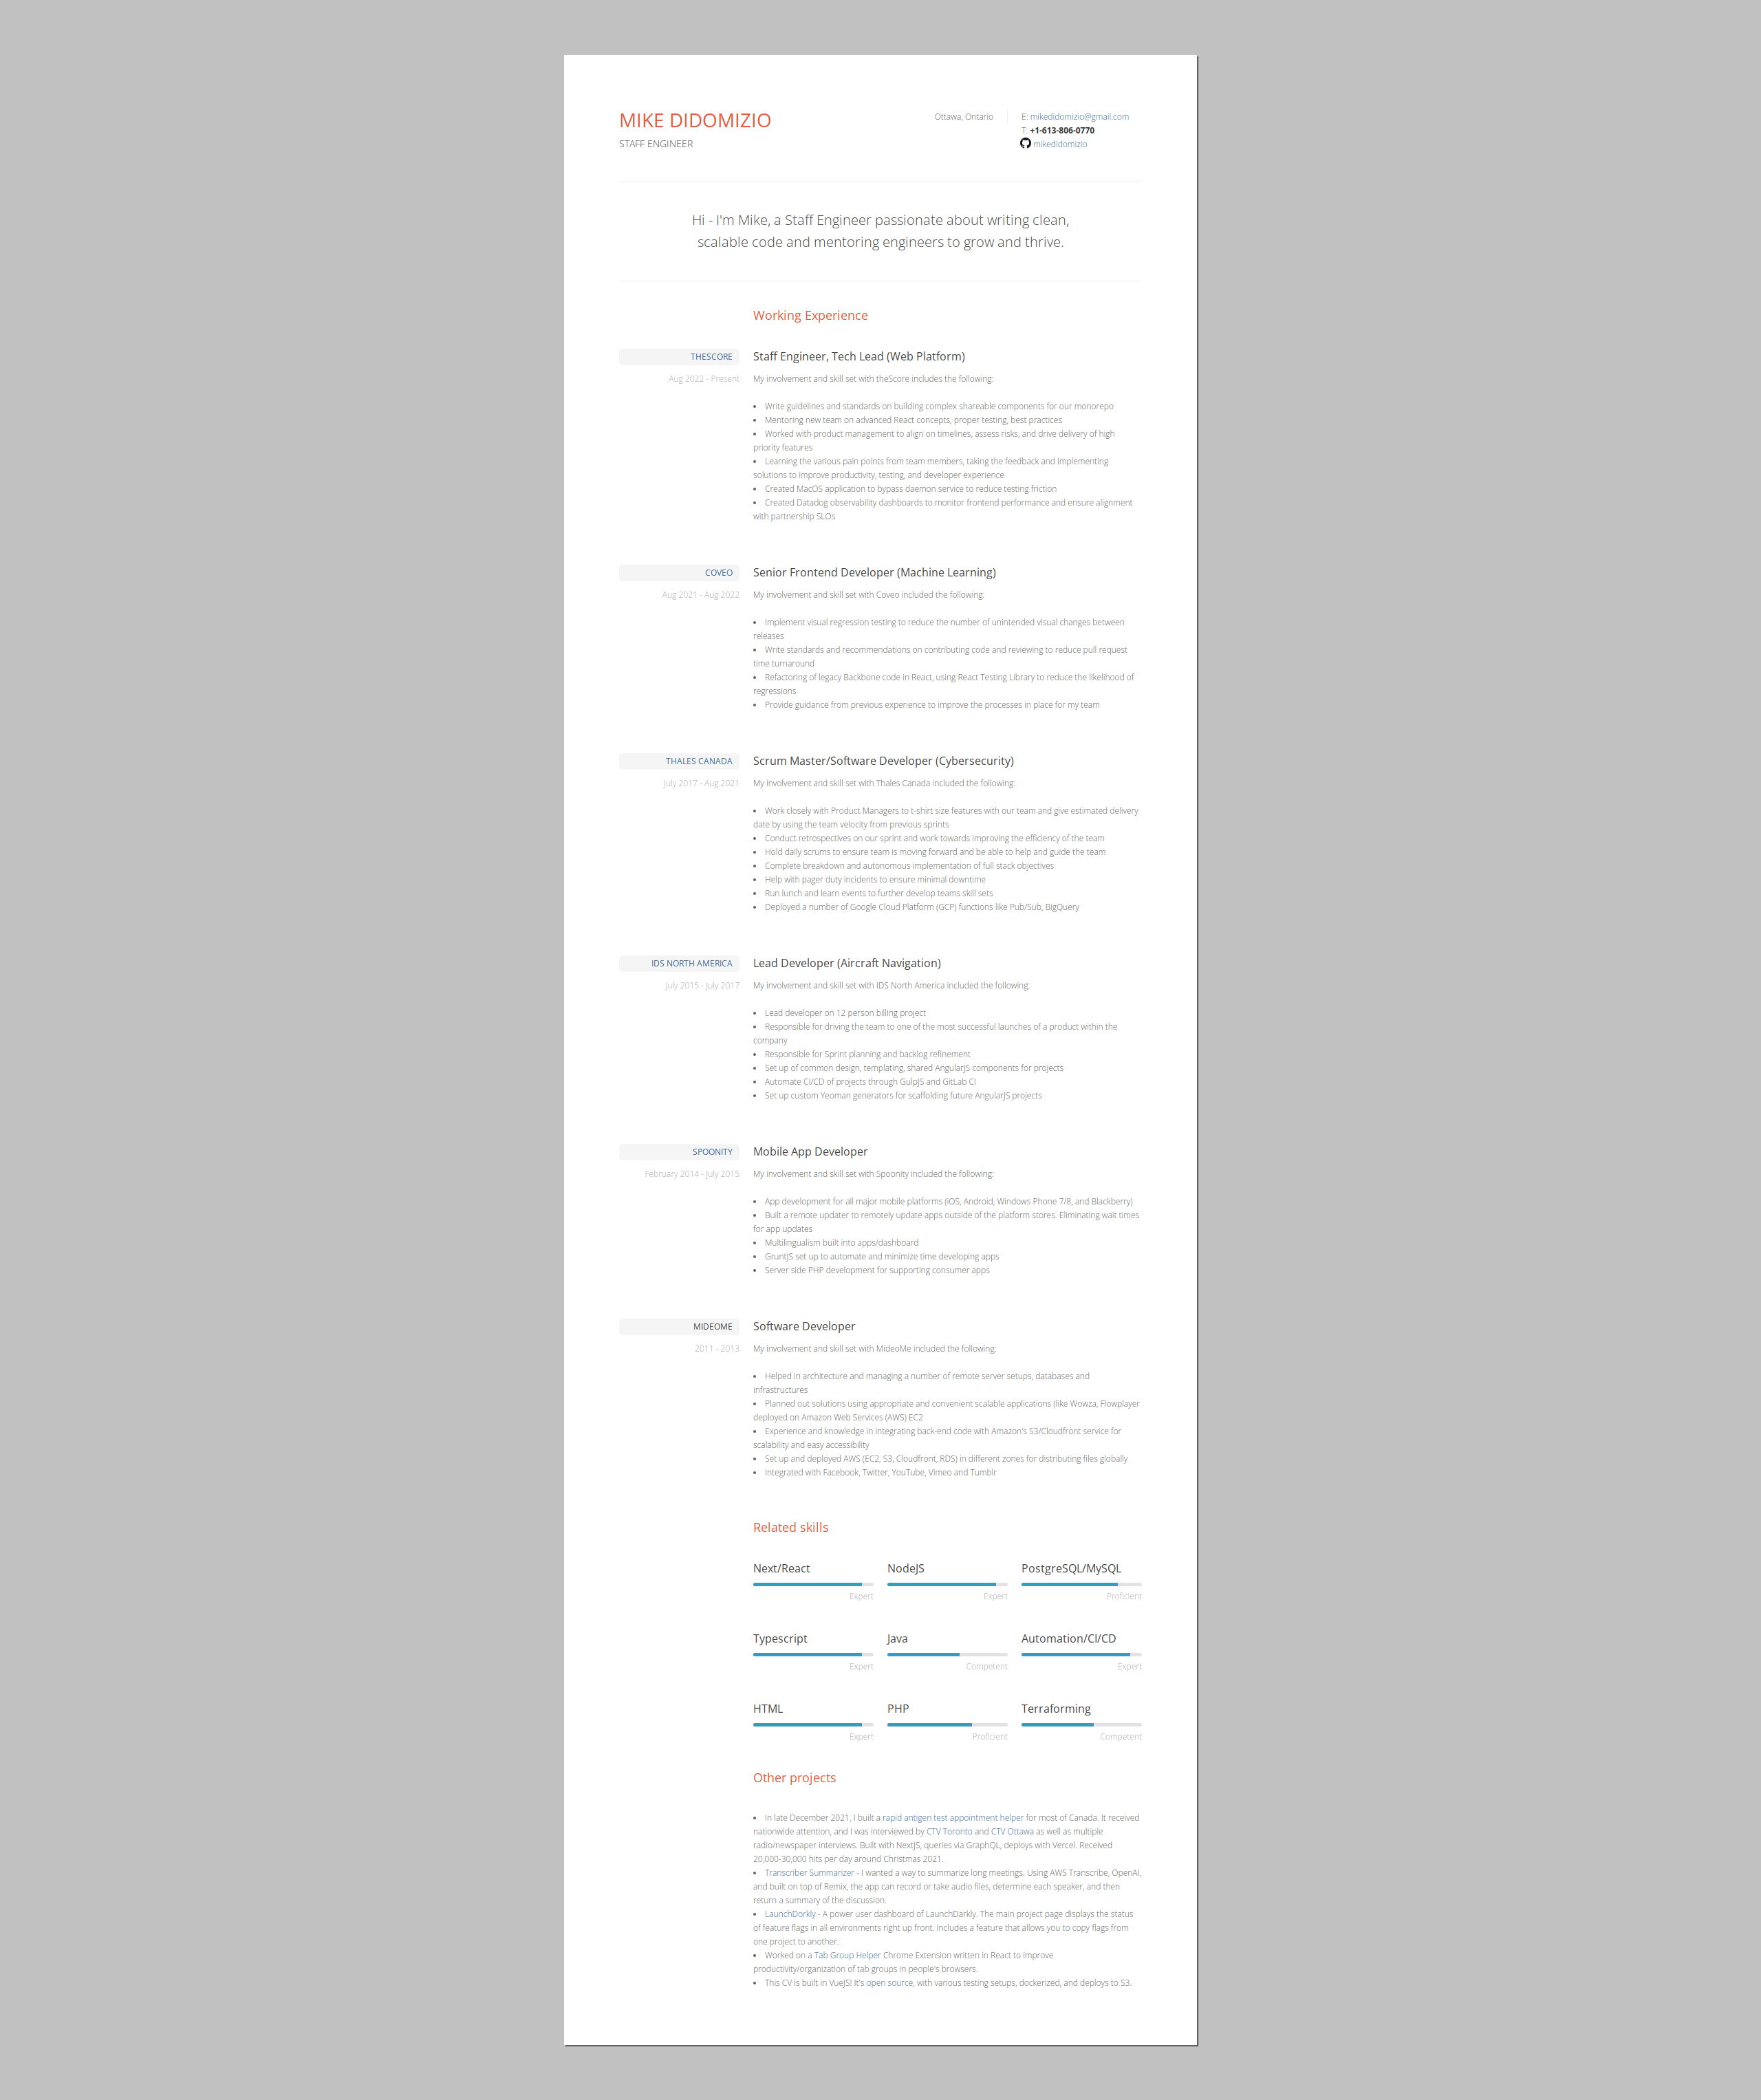 MIKE DIDOMIZIO
STAFF ENGINEER
Ottawa, Ontario
E: mikedidomizio@gmail.com
T: +1-613-806-0770
mikedidomizio
Hi - I'm Mike, a Staff Engineer passionate about writing clean,
scalable code and mentoring engineers to grow and thrive.
Working Experience
THESCORE
Aug 2022 - Present
Staff Engineer, Tech Lead (Web Platform)
My involvement and skill set with theScore includes the following:
• Write guidelines and standards on building complex shareable components for our monorepo
• Mentoring new team on advanced React concepts, proper testing, best practices
• Worked with product management to align on timelines, assess risks, and drive delivery of high
priority features
• Learning the various pain points from team members, taking the feedback and implementing
solutions to improve productivity, testing, and developer experience
• Created MacOS application to bypass daemon service to reduce testing friction
• Created Datadog observability dashboards to monitor frontend performance and ensure alignment
with partnership SLOs
COVEO
Aug 2021 - Aug 2022
Senior Frontend Developer (Machine Learning)
My involvement and skill set with Coveo included the following:
• Implement visual regression testing to reduce the number of unintended visual changes between
releases
• Write standards and recommendations on contributing code and reviewing to reduce pull request
time turnaround
• Refactoring of legacy Backbone code in React, using React Testing Library to reduce the likelihood of
regressions
• Provide guidance from previous experience to improve the processes in place for my team
THALES CANADA
July 2017 - Aug 2021
Scrum Master/Software Developer (Cybersecurity)
My involvement and skill set with Thales Canada included the following:
• Work closely with Product Managers to t-shirt size features with our team and give estimated delivery
date by using the team velocity from previous sprints
• Conduct retrospectives on our sprint and work towards improving the efficiency of the team
• Hold daily scrums to ensure team is moving forward and be able to help and guide the team
• Complete breakdown and autonomous implementation of full stack objectives
• Help with pager duty incidents to ensure minimal downtime
• Run lunch and learn events to further develop teams skill sets
• Deployed a number of Google Cloud Platform (GCP) functions like Pub/Sub, BigQuery
IDS NORTH AMERICA
July 2015 - July 2017
Lead Developer (Aircraft Navigation)
My involvement and skill set with IDS North America included the following:
• Lead developer on 12 person billing project
• Responsible for driving the team to one of the most successful launches of a product within the
company
• Responsible for Sprint planning and backlog refinement
• Set up of common design, templating, shared AngularJS components for projects
• Automate CI/CD of projects through GulpJS and GitLab CI
• Set up custom Yeoman generators for scaffolding future AngularJS projects
SPOONITY
February 2014 - July 2015
Mobile App Developer
My involvement and skill set with Spoonity included the following:
• App development for all major mobile platforms (iOS, Android, Windows Phone 7/8, and Blackberry)
• Built a remote updater to remotely update apps outside of the platform stores. Eliminating wait times
for app updates
• Multilingualism built into apps/dashboard
• GruntJS set up to automate and minimize time developing apps
• Server side PHP development for supporting consumer apps
MIDEOME
2011 - 2013
Software Developer
My involvement and skill set with MideoMe included the following:
• Helped in architecture and managing a number of remote server setups, databases and
infrastructures
• Planned out solutions using appropriate and convenient scalable applications (like Wowza, Flowplayer
deployed on Amazon Web Services (AWS) EC2
• Experience and knowledge in integrating back-end code with Amazon's S3/Cloudfront service for
scalability and easy accessibility
• Set up and deployed AWS (EC2, S3, Cloudfront, RDS) in different zones for distributing files globally
• Integrated with Facebook, Twitter, YouTube, Vimeo and Tumblr
Related skills
Next/React
Expert
NodeJS
Expert
PostgreSQL/MySQL
Proficient
Typescript
Expert
Java
Competent
Automation/CI/CD
Expert
HTML
Expert
PHP
Proficient
Terraforming
Competent
Other projects
• In late December 2021, I built a rapid antigen test appointment helper for most of Canada. It received
nationwide attention, and I was interviewed by CTV Toronto and CTV Ottawa as well as multiple
radio/newspaper interviews. Built with NextJS, queries via GraphQL, deploys with Vercel. Received
20,000-30,000 hits per day around Christmas 2021.
• Transcriber Summarizer - I wanted a way to summarize long meetings. Using AWS Transcribe, OpenAI,
and built on top of Remix, the app can record or take audio files, determine each speaker, and then
return a summary of the discussion.
• LaunchDorkly - A power user dashboard of LaunchDarkly. The main project page displays the status
of feature flags in all environments right up front. Includes a feature that allows you to copy flags from
one project to another.
• Worked on a Tab Group Helper Chrome Extension written in React to improve
productivity/organization of tab groups in people's browsers.
• This CV is built in VueJS! It's open source, with various testing setups, dockerized, and deploys to S3.